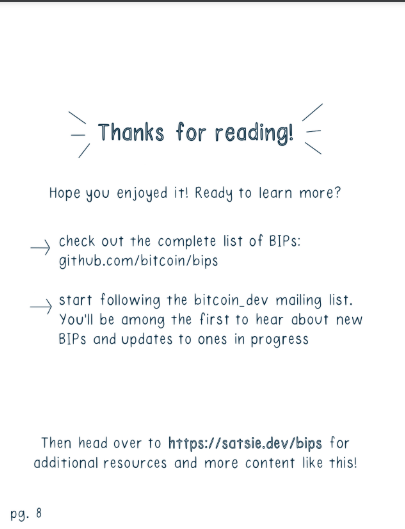 Thanks for reading!
Hope you enjoyed it! Ready to learn more?
check out the complete list of BIPs:
github.com/bitcoin/bips
start following the bitcoin_dev mailing list.
You'll be among the first to hear about new
BIPs and updates to ones in progress
Then head over to https://satsie.dev/bips for
additional resources and more content like this!
pg. 8